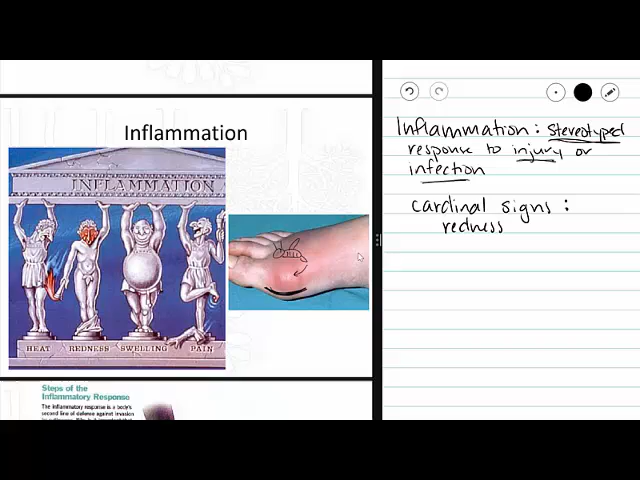 Inflammation
INFLAMMATION
HEAT REDNESS SWELLING PAIN
Steps of the
Inflammatory Response
The inflammatory response is a body's
second line of defense against invasion
Inflammation: stereotyped
response to injury or
infection
cardinal signs:
redness